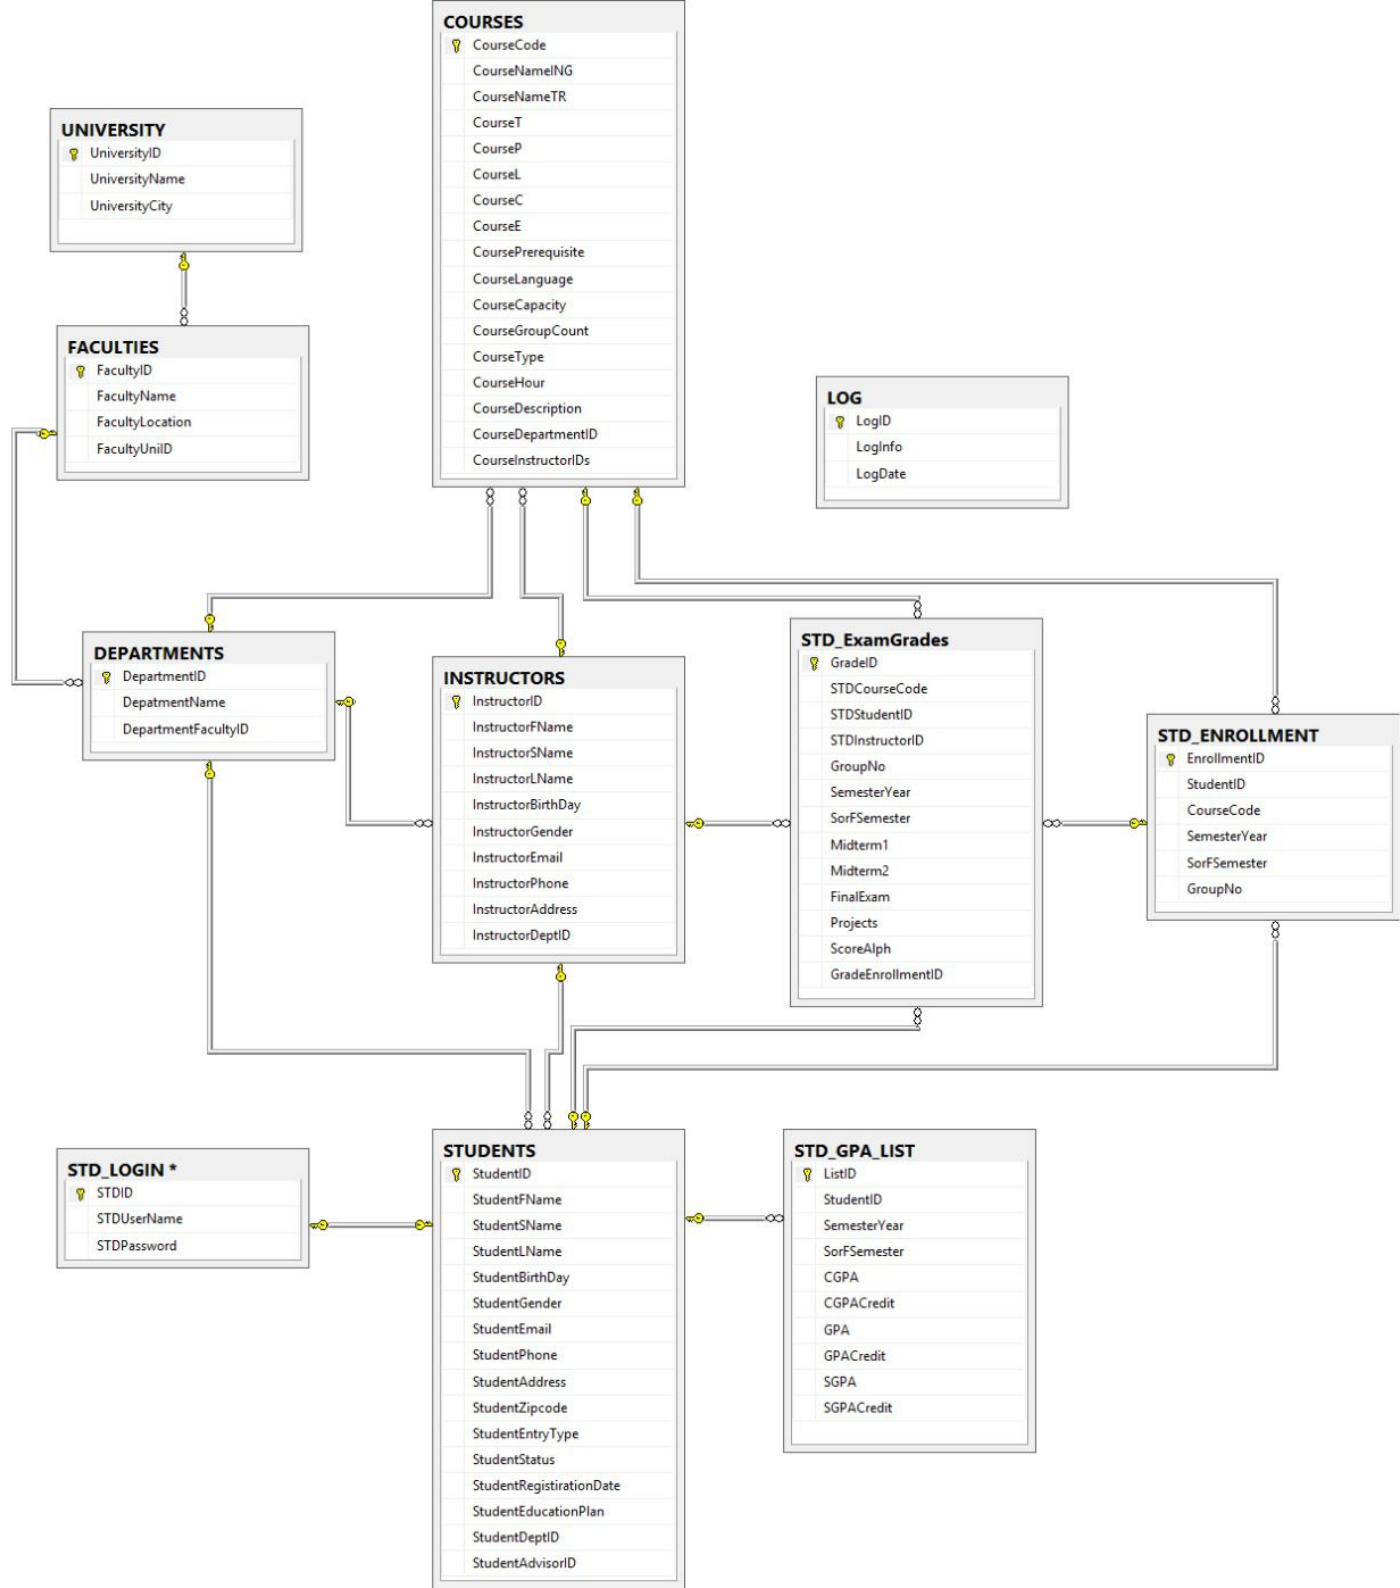 COURSES
CourseCode
CourseNameING
CourseNameTR
CourseT
CourseP
CourseL
CourseC
CourseE
CoursePrerequisite
CourseLanguage
CourseCapacity
CourseGroupCount
CourseType
CourseHour
CourseDescription
CourseDepartmentID
CourseInstructorIDs
UNIVERSITY
UniversityID
UniversityName
UniversityCity
FACULTIES
FacultyID
FacultyName
FacultyLocation
FacultyUniID
LOG
LogID
LogInfo
LogDate
DEPARTMENTS
DepartmentID
DepatmentName
DepartmentFacultyID
INSTRUCTORS
InstructorID
InstructorFName
InstructorSName
InstructorLName
InstructorBirthDay
InstructorGender
InstructorEmail
InstructorPhone
InstructorAddress
InstructorDeptID
STD_ExamGrades
GradeID
STDCourseCode
STDStudentID
STDInstructorID
GroupNo
SemesterYear
SorFSemester
Midterm1
Midterm2
FinalExam
Projects
ScoreAlph
GradeEnrollmentID
STD_ENROLLMENT
EnrollmentID
StudentID
CourseCode
SemesterYear
SorFSemester
GroupNo
STD_LOGIN *
STDID
STDUserName
STDPassword
STUDENTS
StudentID
StudentFName
StudentSName
StudentLName
StudentBirthDay
StudentGender
StudentEmail
StudentPhone
StudentAddress
StudentZipcode
StudentEntryType
StudentStatus
StudentRegistirationDate
StudentEducationPlan
StudentDeptID
StudentAdvisorID
STD_GPA_LIST
ListID
StudentID
SemesterYear
SorFSemester
CGPA
CGPACredit
GPA
GPACredit
SGPA
SGPACredit